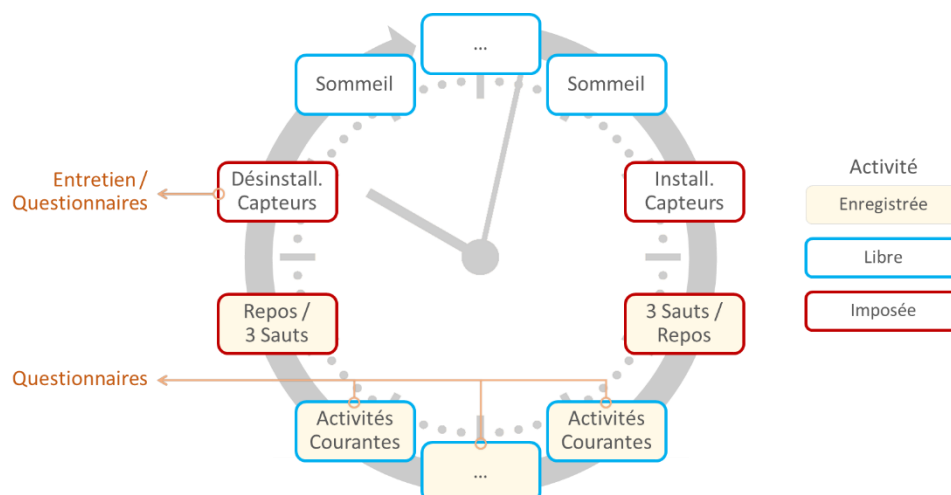 ...
Sommeil
Sommeil
Entretien /
Questionnaires
Désinstall.
Capteurs
Install.
Capteurs
Activité
Enregistrée
Libre
Imposée
Repos /
3 Sauts
3 Sauts /
Repos
Questionnaires
Activités
Courantes
Activités
Courantes
...